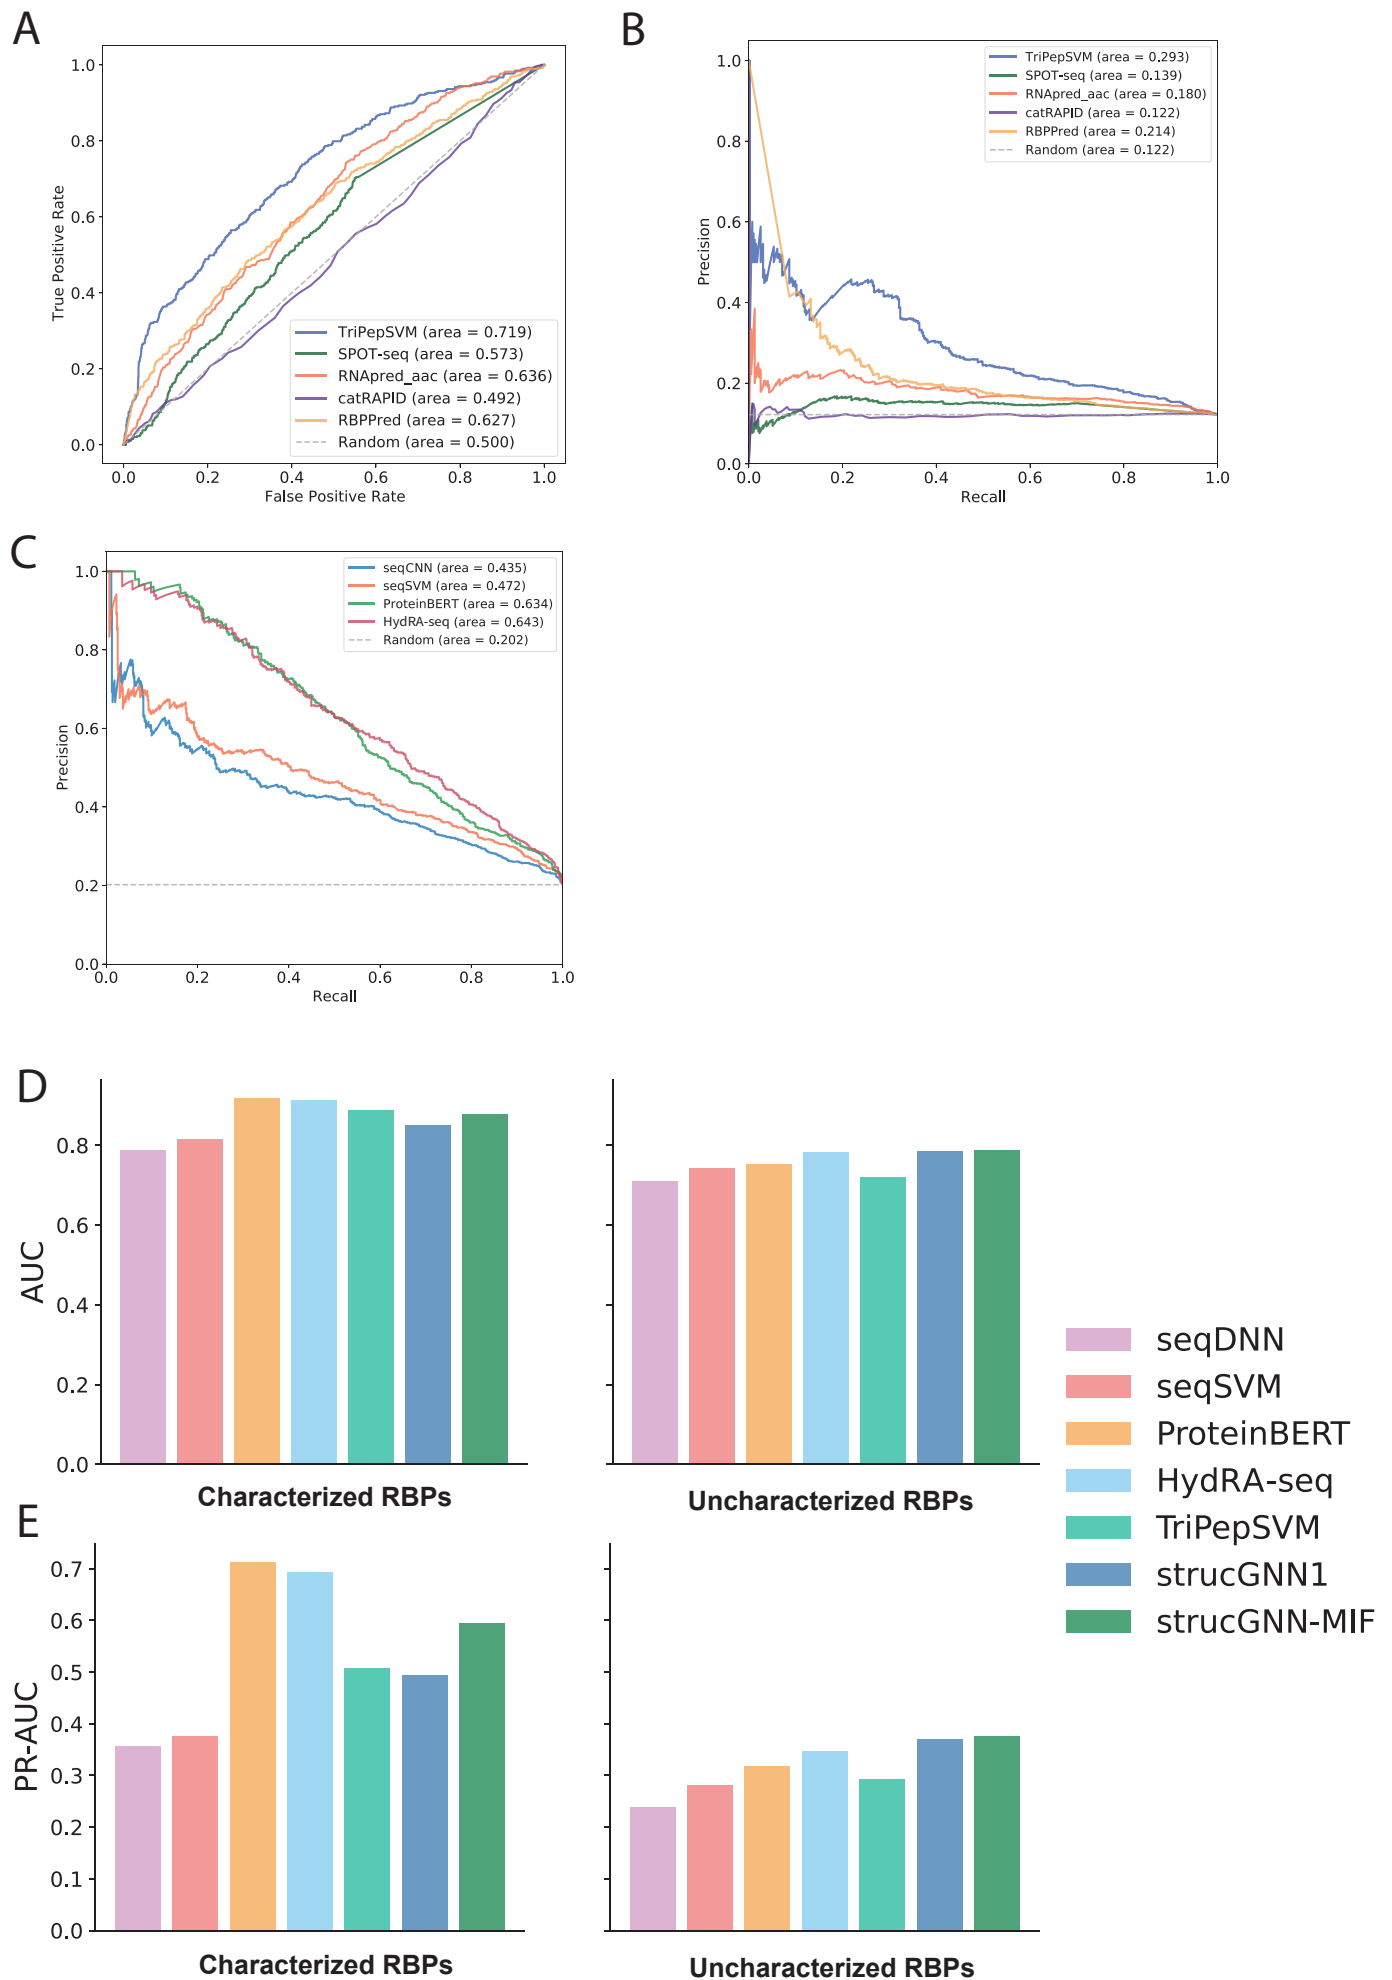 A
1.0
0.8
0.6
0.4
0.2
0.0
True Positive Rate
TriPepSVM (area = 0.719)
SPOT-seq (area = 0.573)
RNApred_aac (area = 0.636)
catRAPID (area = 0.492)
RBPPred (area = 0.627)
Random (area = 0.500)
0.0 0.2 0.4 0.6 0.8 1.0
False Positive Rate
B
1.0
0.8
0.6
0.4
0.2
0.0
Precision
TriPepSVM (area = 0.293)
SPOT-seq (area = 0.139)
RNApred_aac (area = 0.180)
catRAPID (area = 0.122)
RBPPred (area = 0.214)
Random (area = 0.122)
0.0 0.2 0.4 0.6 0.8 1.0
Recall
C
1.0
0.8
0.6
0.4
0.2
0.0
Precision
seqCNN (area = 0.435)
seqSVM (area = 0.472)
ProteinBERT (area = 0.634)
HydRA-seq (area = 0.643)
Random (area = 0.202)
0.0 0.2 0.4 0.6 0.8 1.0
Recall
D
0.8
0.6
0.4
0.2
0.0
AUC
Characterized RBPs
Uncharacterized RBPs
seqDNN
seqSVM
ProteinBERT
HydRA-seq
TriPepSVM
strucGNN1
strucGNN-MIF
E
0.7
0.6
0.5
0.4
0.3
0.2
0.1
0.0
PR-AUC
Characterized RBPs
Uncharacterized RBPs